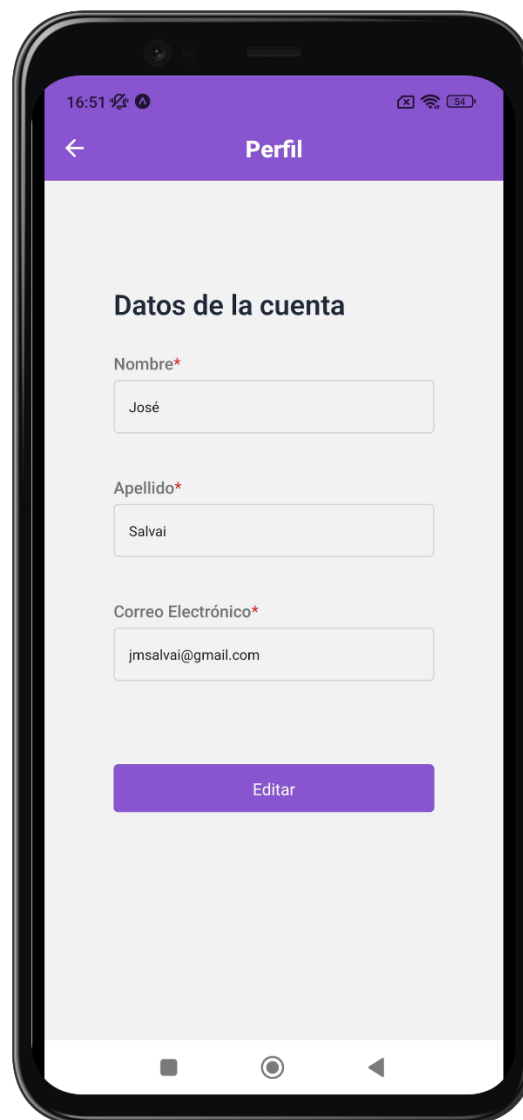 16:51
54
Perfil
Datos de la cuenta
Nombre*
José
Apellido*
Salvai
Correo Electrónico*
jmsalvai@gmail.com
Editar